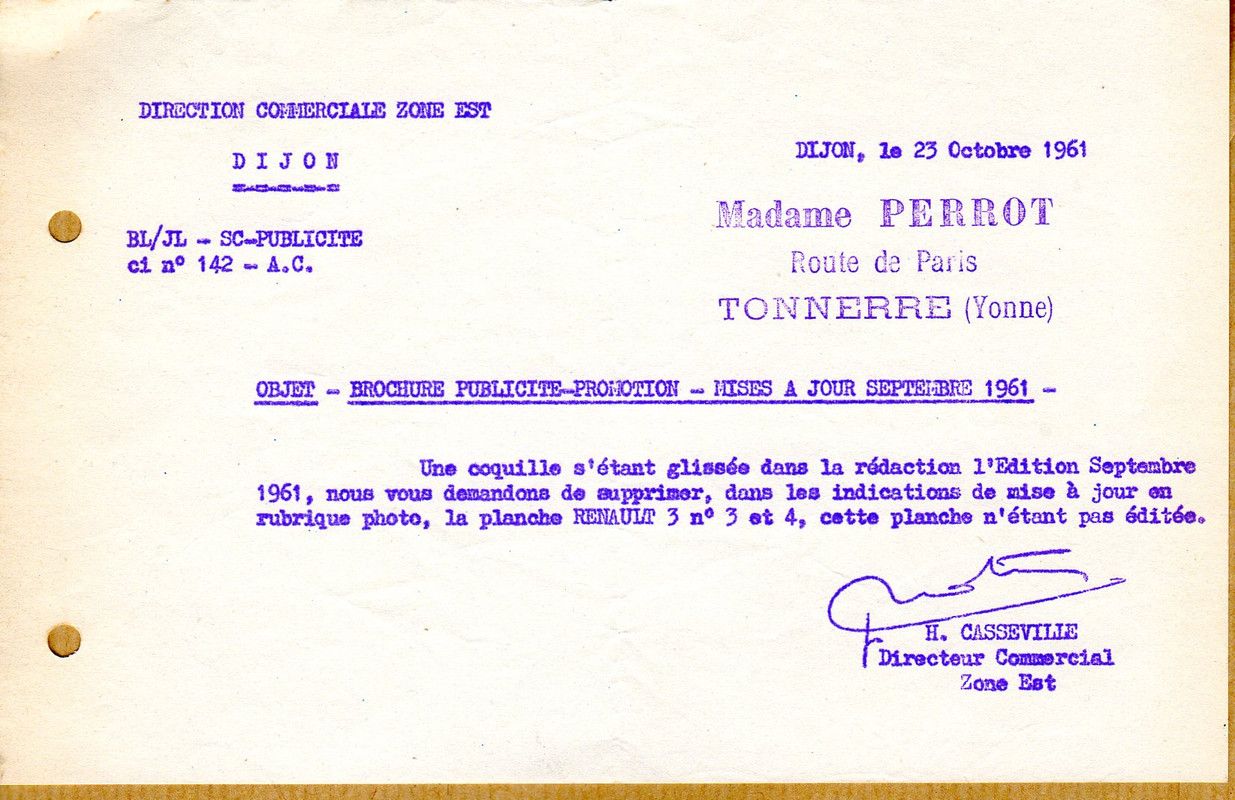 DIRECTION COMMERCIALE ZONE EST
DIJON
DIJON, le 23 Octobre 1961
Madame PERROT
Route de Paris
TONNERRE (Yonne)
BL/JL - SC-PUBLICITE
ci nº 142 - A.C.
OBJET - BROCHURE PUBLICITE-PROMOTION - MISES A JOUR SEPTEMBRE 1961 -
Une coquille s'étant glissée dans la rédaction l'Edition Septembre
1961, nous vous demandons de supprimer, dans les indications de mise à jour en
rubrique photo, la planche RENAULT 3 nº 3 et 4, cette planche n'étant pas éditée.
H. CASSEVILLE
Directeur Commercial
Zone Est